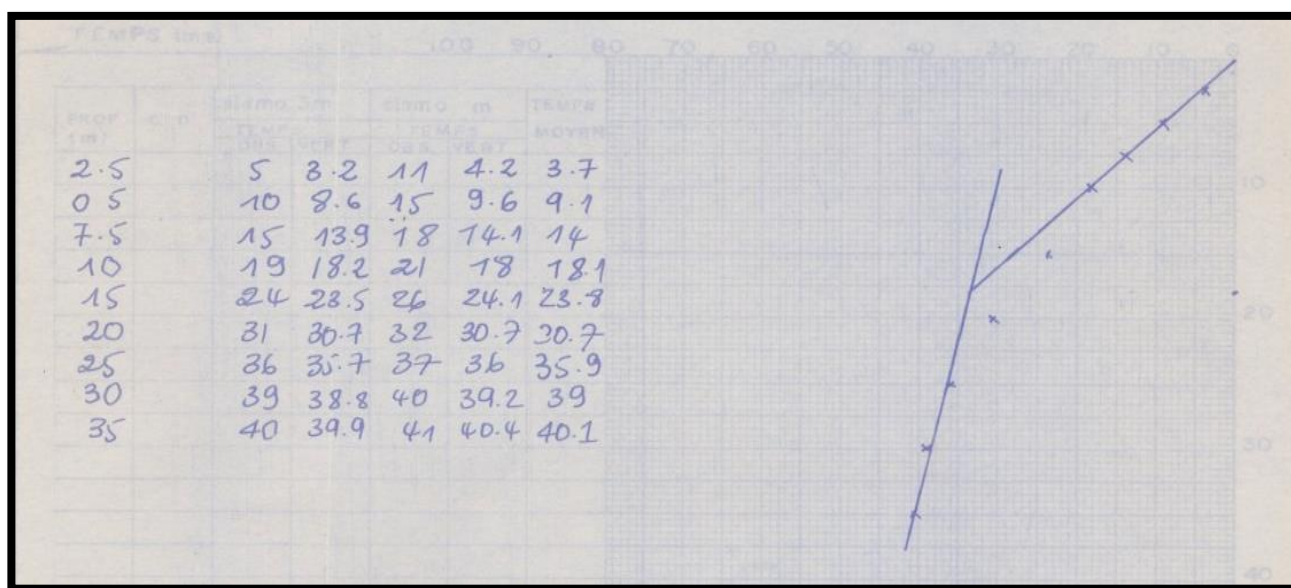 TEMPS (ms) 100 90 80 70 60 50 40 30 20 10 0
sismo 3m sismo m TEMPS
PROF (m) TEMPS TEMPS MOYEN
OBS. VERT OBS. VERT
2.5 5 3.2 11 4.2 3.7
0 5 10 8.6 15 9.6 9.1
7.5 15 13.9 18 14.1 14
10 19 18.2 21 18 18.1
15 24 23.5 26 24.1 23.8
20 31 30.7 32 30.7 30.7
25 36 35.7 37 36 35.9
30 39 38.8 40 39.2 39
35 40 39.9 41 40.4 40.1
10
20
30
40